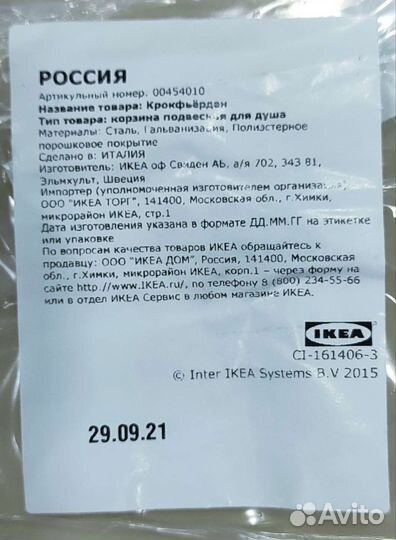 РОССИЯ
Артикульный номер: 00454010
Название товара: Крокфьёрдан
Тип товара: корзина подвесная для душа
Материалы: Сталь, Гальванизация, Полиэстерное
порошковое покрытие
Сделано в: ИТАЛИЯ
Изготовитель: ИКЕА оф Свиден АБ, а/я 702, 343 81,
Эльмхульт, Швеция
Импортер (уполномоченная изготовителем организация):
ООО "ИКЕА ТОРГ", 141400, Московская обл., г.Химки,
микрорайон ИКЕА, стр.1
Дата изготовления указана в формате ДД.ММ.ГГ на этикетке
или упаковке
По вопросам качества товаров ИКЕА обращайтесь к
продавцу: ООО "ИКЕА ДОМ", Россия, 141400, Московская
обл., г.Химки, микрорайон ИКЕА, корп.1 – через форму на
сайте http://www.IKEA.ru/, по телефону 8 (800) 234-55-66
или в отдел ИКЕА Сервис в любом магазине ИКЕА.
IKEA
CI-161406-3
© Inter IKEA Systems B.V 2015
29.09.21
Avito